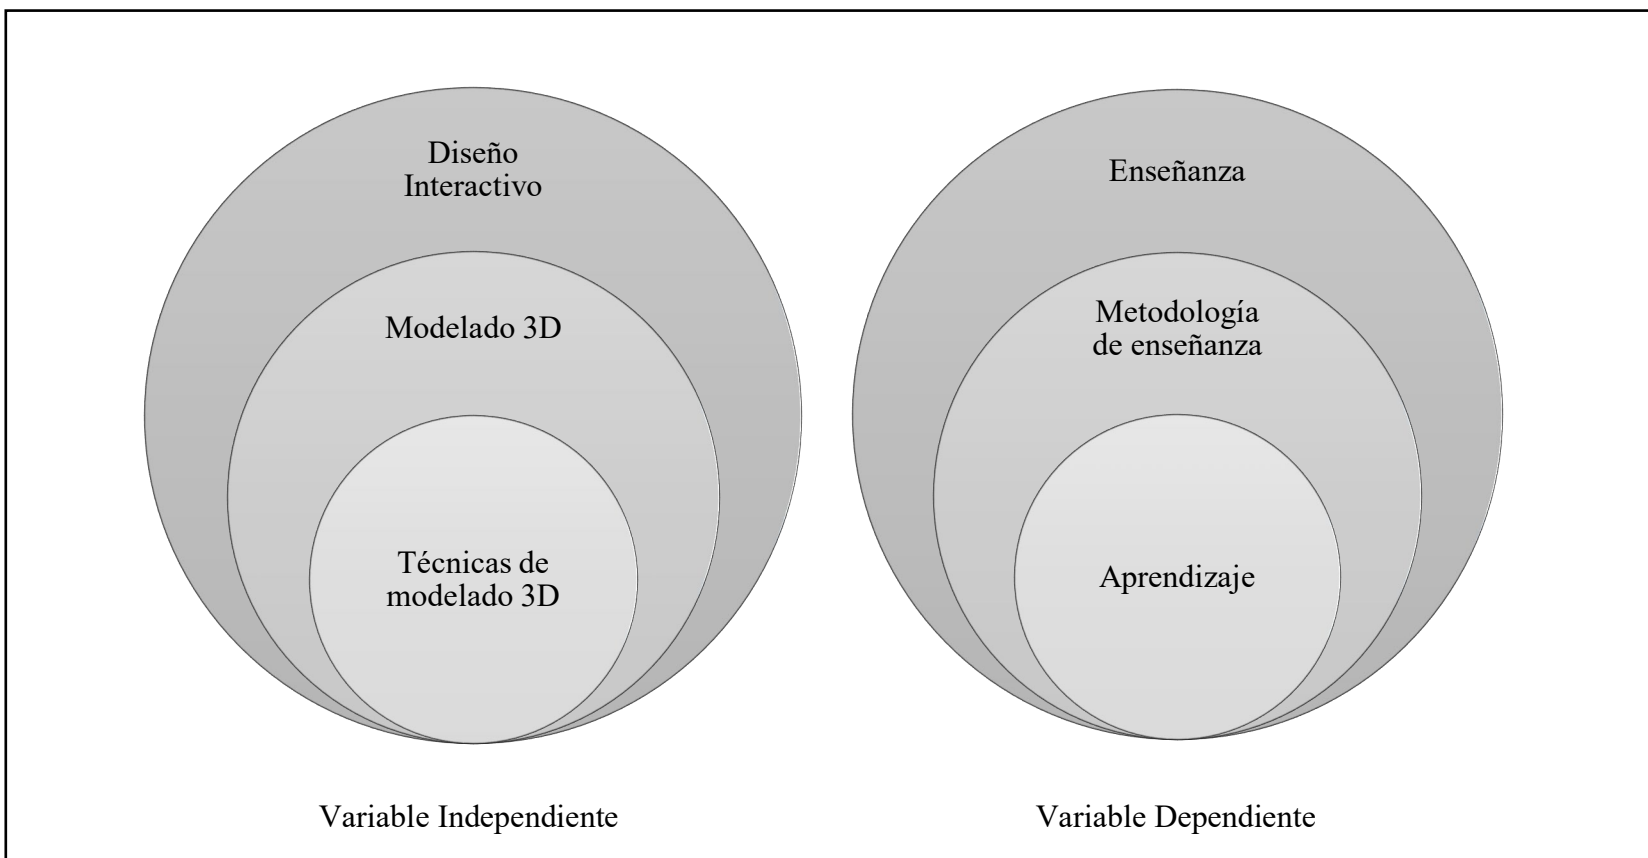 Diseño
Interactivo
Modelado 3D
Técnicas de
modelado 3D
Variable Independiente
Enseñanza
Metodología
de enseñanza
Aprendizaje
Variable Dependiente